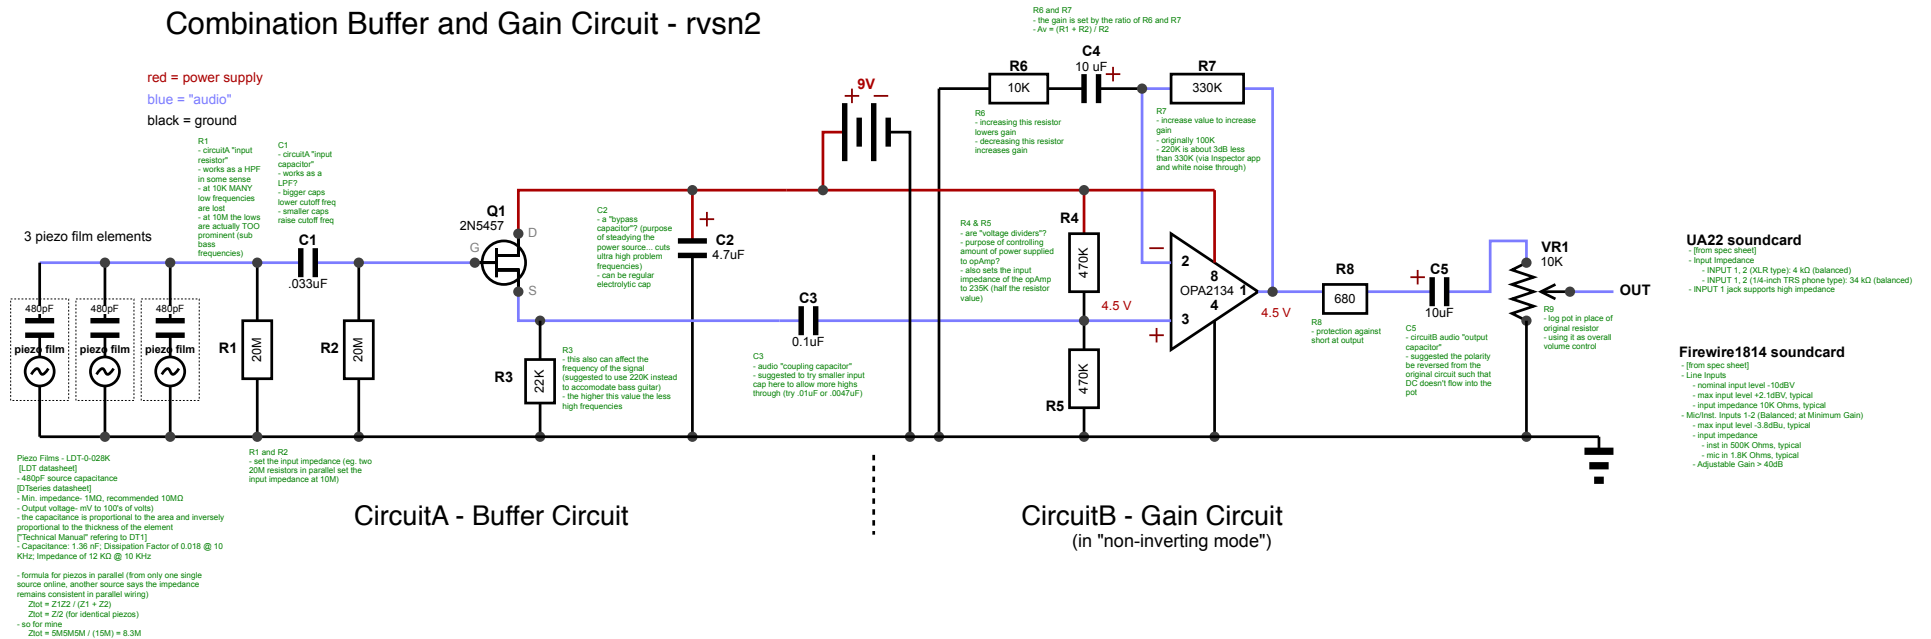 Combination Buffer and Gain Circuit - rvsn2
red = power supply
blue = "audio"
black = ground
R1
- circuitA "input
resistor"
- works as a HPF
in some sense
- at 10K MANY
low frequencies
are lost
- at 10M the lows
are actually TOO
prominent (sub
bass
frequencies)
C1
- circuitA "input
capacitor"
- works as a
LPF?
- bigger caps
lower cutoff freq
- smaller caps
raise cutoff freq
3 piezo film elements
C1
.033uF
480pF
480pF
480pF
piezo film
piezo film
piezo film
R1
20M
R2
20M
R1 and R2
- set the input impedance (eg. two
20M resistors in parallel set the
input impedance at 10M)
Piezo Films - LDT-0-028K
[LDT datasheet]
- 480pF source capacitance
[DTseries datasheet]
- Min. impedance- 1MΩ, recommended 10MΩ
- Output voltage- mV to 100's of volts)
- the capacitance is proportional to the area and inversely
proportional to the thickness of the element
["Technical Manual" refering to DT1]
- Capacitance: 1.36 nF; Dissipation Factor of 0.018 @ 10
KHz; Impedance of 12 KΩ @ 10 KHz
- formula for piezos in parallel (from only one single
source online, another source says the impedance
remains consistent in parallel wiring)
Ztot = Z1Z2 / (Z1 + Z2)
Ztot = Z/2 (for identical piezos)
- so for mine
Ztot = 5M5M5M / (15M) = 8.3M
Q1
2N5457
G
D
S
R3
22K
R3
- this also can affect the
frequency of the signal
(suggested to use 220K instead
to accomodate bass guitar)
- the higher this value the less
high frequencies
C2
- a "bypass
capacitor"? (purpose
of steadying the
power source... cuts
ultra high problem
frequencies)
- can be regular
electrolytic cap
+
C2
4.7uF
C3
0.1uF
C3
- audio "coupling capacitor"
- suggested to try smaller input
cap here to allow more highs
through (try .01uF or .0047uF)
9V
+ −
CircuitA - Buffer Circuit
R6 and R7
- the gain is set by the ratio of R6 and R7
- Av = (R1 + R2) / R2
R6
10K
C4
10 uF
+
R7
330K
R6
- increasing this resistor
lowers gain
- decreasing this resistor
increases gain
R7
- increase value to increase
gain
- originally 100K
- 220K is about 3dB less
than 330K (via Inspector app
and white noise through)
R4 & R5
- are "voltage dividers"?
- purpose of controlling
amount of power supplied
to opAmp?
- also sets the input
impedance of the opAmp
to 235K (half the resistor
value)
R4
470K
4.5 V
R5
470K
−
2
8
OPA2134
1
4
3
+
4.5 V
R8
680
R8
- protection against
short at output
+
C5
10uF
C5
- circuitB audio "output
capacitor"
- suggested the polarity
be reversed from the
original circuit such that
DC doesn't flow into the
pot
VR1
10K
OUT
R9
- log pot in place of
original resistor
- using it as overall
volume control
CircuitB - Gain Circuit
(in "non-inverting mode")
UA22 soundcard
- [from spec sheet]
- Input Impedance
- INPUT 1, 2 (XLR type): 4 kΩ (balanced)
- INPUT 1, 2 (1/4-inch TRS phone type): 34 kΩ (balanced)
- INPUT 1 jack supports high impedance
Firewire1814 soundcard
- [from spec sheet]
- Line Inputs
- nominal input level -10dBV
- max input level +2.1dBV, typical
- input impedance 10K Ohms, typical
- Mic/Inst. Inputs 1-2 (Balanced; at Minimum Gain)
- max input level -3.8dBu, typical
- input impedance
- inst in 500K Ohms, typical
- mic in 1.8K Ohms, typical
- Adjustable Gain > 40dB